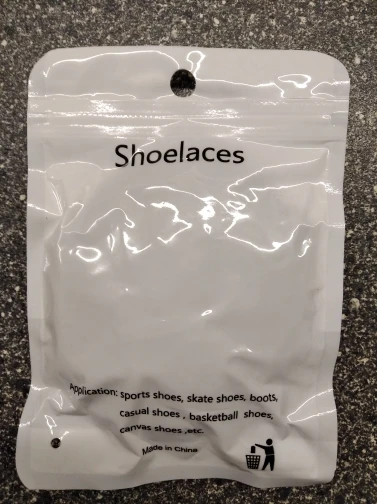 Shoelaces
Application: sports shoes, skate shoes, boots,
casual shoes , basketball shoes,
canvas shoes ,etc.
Made in China